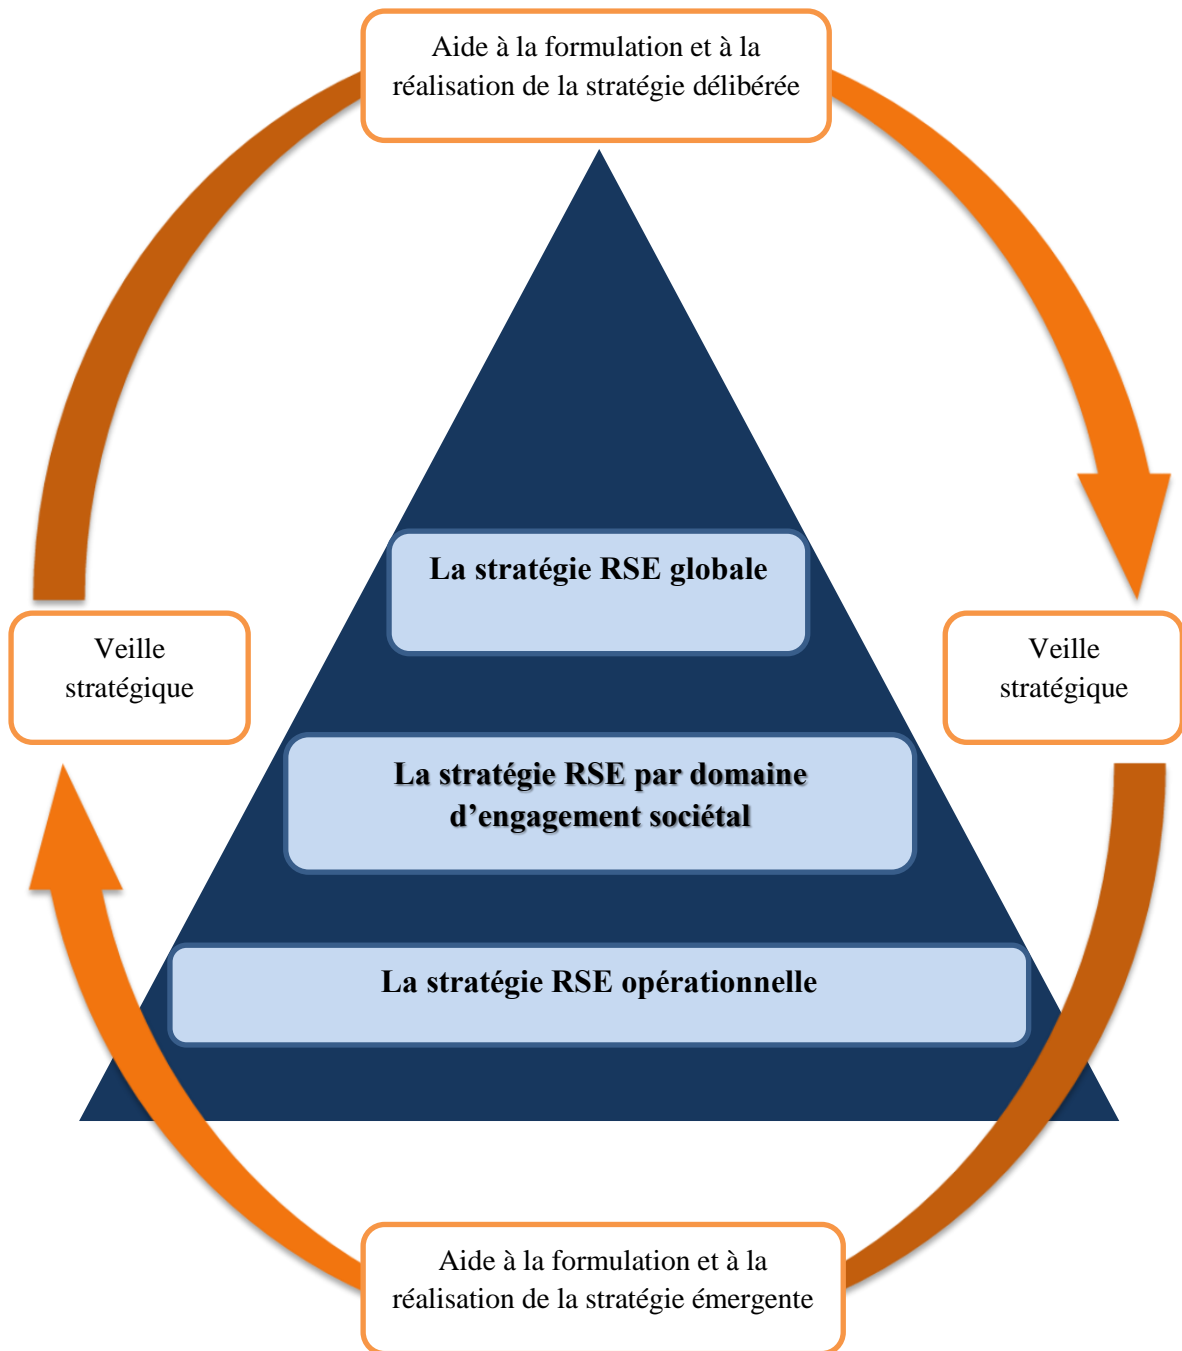 Aide à la formulation et à la
réalisation de la stratégie délibérée
La stratégie RSE globale
Veille
stratégique
Veille
stratégique
La stratégie RSE par domaine
d’engagement sociétal
La stratégie RSE opérationnelle
Aide à la formulation et à la
réalisation de la stratégie émergente